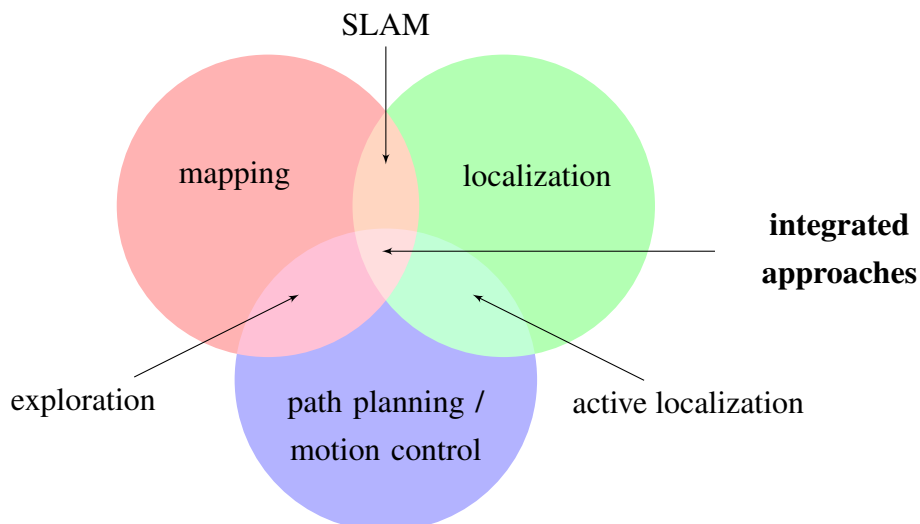 SLAM
mapping
localization
integrated
approaches
exploration
path planning /
motion control
active localization